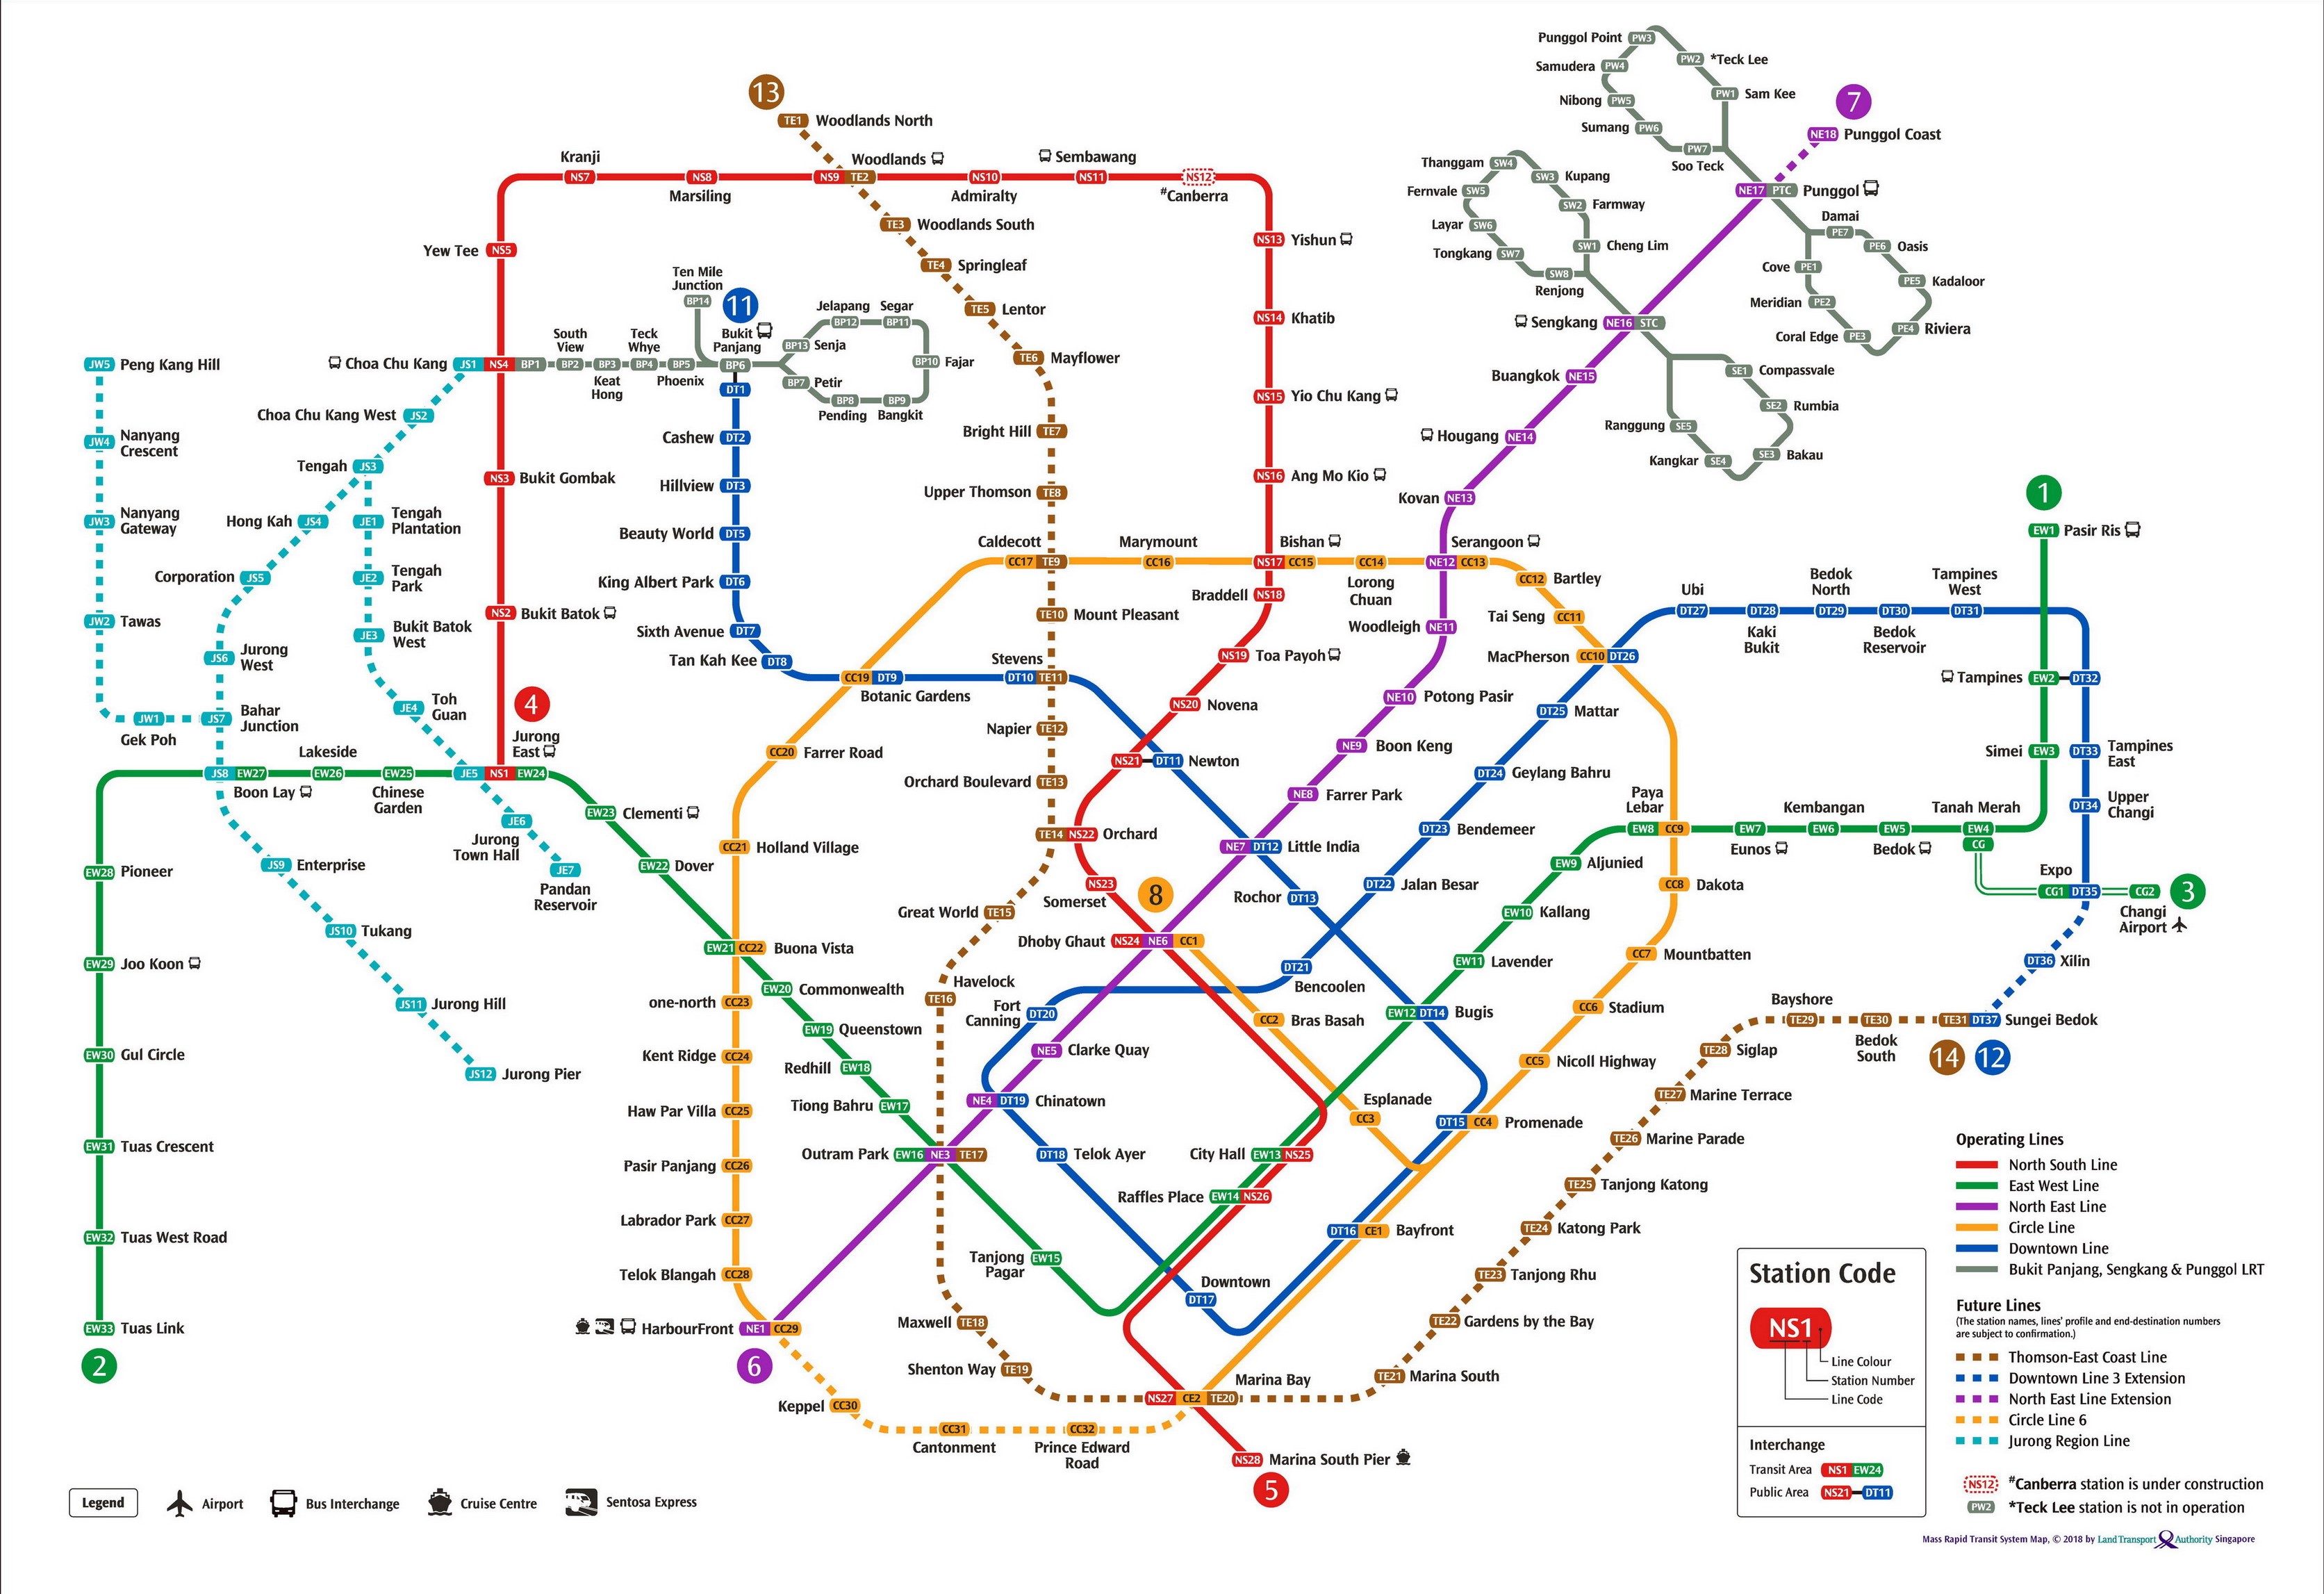 Punggol Point
PW3
PW2
*Teck Lee
Samudera
PW4
13
Nibong
PW5
PW1
Sam Kee
7
TE1
Woodlands North
Sumang
PW6
NE18
Punggol Coast
PW7
Soo Teck
Kranji
Woodlands
Sembawang
Thanggam
SW4
NS7
NS8
NS9
TE2
NS10
NS11
NS12
SW3
Kupang
Marsiling
Admiralty
#Canberra
Fernvale
SW5
NE17
PTC
Punggol
SW2
Farmway
TE3
Woodlands South
Layar
SW6
Damai
PE7
Yew Tee
NS5
NS13
Yishun
Tongkang
SW7
SW1
Cheng Lim
PE6
Oasis
TE4
Springleaf
SW8
Renjong
Cove
PE1
PE5
Kadaloor
Ten Mile
Junction
BP14
11
TE5
Lentor
NS14
Khatib
Meridian
PE2
Jelapang
Segar
BP12
BP11
Sengkang
NE16
STC
PE4
Riviera
Coral Edge
PE3
South
View
Teck
Whye
Bukit
Panjang
BP13
Senja
JW5
Peng Kang Hill
Choa Chu Kang
JS1
NS4
BP1
BP2
BP3
BP4
BP5
BP6
BP10
Fajar
TE6
Mayflower
Keat
Hong
Phoenix
DT1
BP7
Petir
BP8
BP9
Pending
Bangkit
Buangkok
NE15
SE1
Compassvale
NS15
Yio Chu Kang
SE2
Rumbia
Choa Chu Kang West
JS2
Ranggung
SE5
JW4
Nanyang
Crescent
Cashew
DT2
Bright Hill
TE7
Hougang
NE14
SE3
Bakau
Kangkar
SE4
Tengah
JS3
NS3
Bukit Gombak
Hillview
DT3
NS16
Ang Mo Kio
Upper Thomson
TE8
Kovan
NE13
1
JW3
Nanyang
Gateway
Hong Kah
JS4
JE1
Tengah
Plantation
Beauty World
DT5
EW1
Pasir Ris
Caldecott
Marymount
Bishan
Serangoon
CC17
TE9
CC16
NS17
CC15
CC14
NE12
CC13
Lorong
Chuan
CC12
Bartley
Corporation
JS5
JE2
Tengah
Park
King Albert Park
DT6
Braddell
NS18
Ubi
Bedok
North
Tampines
West
DT27
DT28
DT29
DT30
DT31
Kaki
Bukit
Bedok
Reservoir
JW2
Tawas
NS2
Bukit Batok
TE10
Mount Pleasant
Tai Seng
CC11
JE3
Bukit Batok
West
Sixth Avenue
DT7
Woodleigh
NE11
JS6
Jurong
West
Tan Kah Kee
DT8
Stevens
NS19
Toa Payoh
MacPherson
CC10
DT26
CC19
DT9
Botanic Gardens
DT10
TE11
Tampines
EW2
DT32
4
JE4
Toh
Guan
NS20
Novena
NE10
Potong Pasir
DT25
Mattar
JW1
Gek Poh
JS7
Bahar
Junction
Napier
TE12
Lakeside
Jurong
East
CC20
Farrer Road
NS21
DT11
Newton
NE9
Boon Keng
Simei
EW3
DT33
Tampines
East
JS8
EW27
EW26
EW25
JE5
NS1
EW24
Orchard Boulevard
TE13
DT24
Geylang Bahru
Boon Lay
Chinese
Garden
NE8
Farrer Park
Paya
Lebar
Kembangan
Tanah Merah
DT34
Upper
Changi
EW23
Clementi
JE6
Jurong
Town Hall
TE14
NS22
Orchard
DT23
Bendemeer
EW8
CC9
EW7
EW6
EW5
EW4
Eunos
Bedok
CG
CC21
Holland Village
NE7
DT12
Little India
EW28
Pioneer
JS9
Enterprise
JE7
Pandan
Reservoir
EW22
Dover
EW9
Aljunied
Expo
NS23
Somerset
8
Rochor
DT13
DT22
Jalan Besar
CC8
Dakota
CG1
DT35
CG2
3
Changi
Airport
Great World
TE15
EW10
Kallang
JS10
Tukang
EW21
CC22
Buona Vista
Dhoby Ghaut
NS24
NE6
CC1
EW29
Joo Koon
EW11
Lavender
CC7
Mountbatten
DT36
Xilin
DT21
Bencoolen
EW20
Commonwealth
Havelock
TE16
JS11
Jurong Hill
one-north
CC23
Fort
Canning
DT20
CC2
Bras Basah
EW12
DT14
Bugis
CC6
Stadium
Bayshore
TE29
TE30
TE31
DT37
Sungei Bedok
Bedok
South
EW19
Queenstown
EW30
Gul Circle
Kent Ridge
CC24
NE5
Clarke Quay
CC5
Nicoll Highway
TE28
Siglap
14
12
JS12
Jurong Pier
Redhill
EW18
TE27
Marine Terrace
Haw Par Villa
CC25
Tiong Bahru
EW17
NE4
DT19
Chinatown
Esplanade
CC3
DT15
CC4
Promenade
EW31
Tuas Crescent
TE26
Marine Parade
Outram Park
EW16
NE3
TE17
DT18
Telok Ayer
City Hall
EW13
NS25
Pasir Panjang
CC26
TE25
Tanjong Katong
Raffles Place
EW14
NS26
Labrador Park
CC27
DT16
CE1
Bayfront
TE24
Katong Park
EW32
Tuas West Road
Tanjong
Pagar
EW15
Telok Blangah
CC28
Downtown
DT17
TE23
Tanjong Rhu
EW33
Tuas Link
HarbourFront
NE1
CC29
Maxwell
TE18
TE22
Gardens by the Bay
2
6
Shenton Way
TE19
Marina Bay
NS27
CE2
TE20
TE21
Marina South
Keppel
CC30
CC31
Cantonment
CC32
Prince Edward
Road
NS28
Marina South Pier
5
Operating Lines
North South Line
East West Line
North East Line
Circle Line
Downtown Line
Bukit Panjang, Sengkang & Punggol LRT
Future Lines
(The station names, lines' profile and end-destination numbers
are subject to confirmation.)
Thomson-East Coast Line
Downtown Line 3 Extension
North East Line Extension
Circle Line 6
Jurong Region Line
NS12
#Canberra station is under construction
PW2
*Teck Lee station is not in operation
Station Code
NS1
Line Colour
Station Number
Line Code
Interchange
Transit Area
NS1
EW24
Public Area
NS21
DT11
Legend
Airport
Bus Interchange
Cruise Centre
Sentosa Express
Mass Rapid Transit System Map, © 2018 by Land Transport Authority Singapore